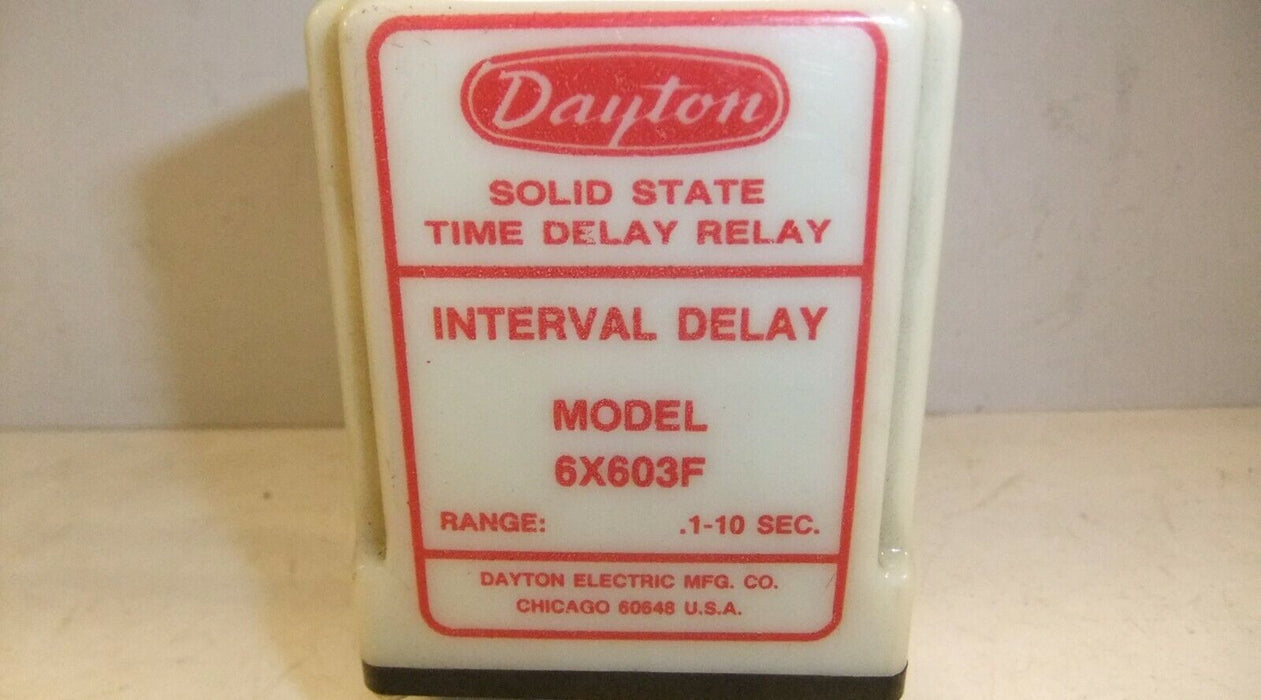 Dayton
SOLID STATE
TIME DELAY RELAY
INTERVAL DELAY
MODEL
6X603F
RANGE: .1-10 SEC.
DAYTON ELECTRIC MFG. CO.
CHICAGO 60648 U.S.A.